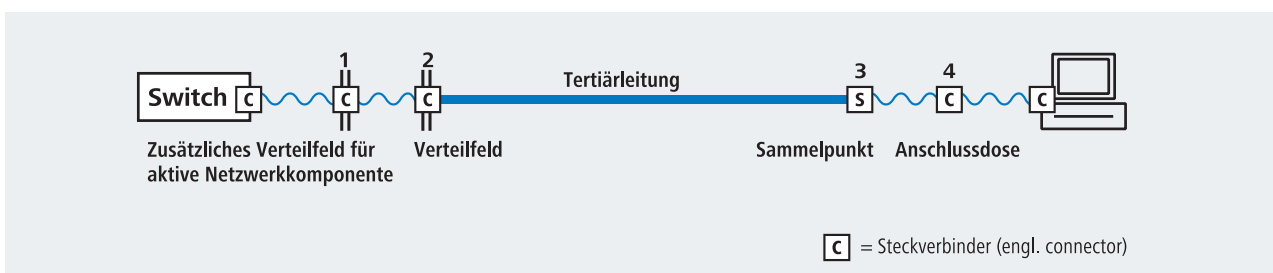 1
2
3
4
Switch
C
C
C
Tertiärleitung
S
C
C
Zusätzliches Verteilfeld für
aktive Netzwerkkomponente
Verteilfeld
Sammelpunkt
Anschlussdose
C = Steckverbinder (engl. connector)